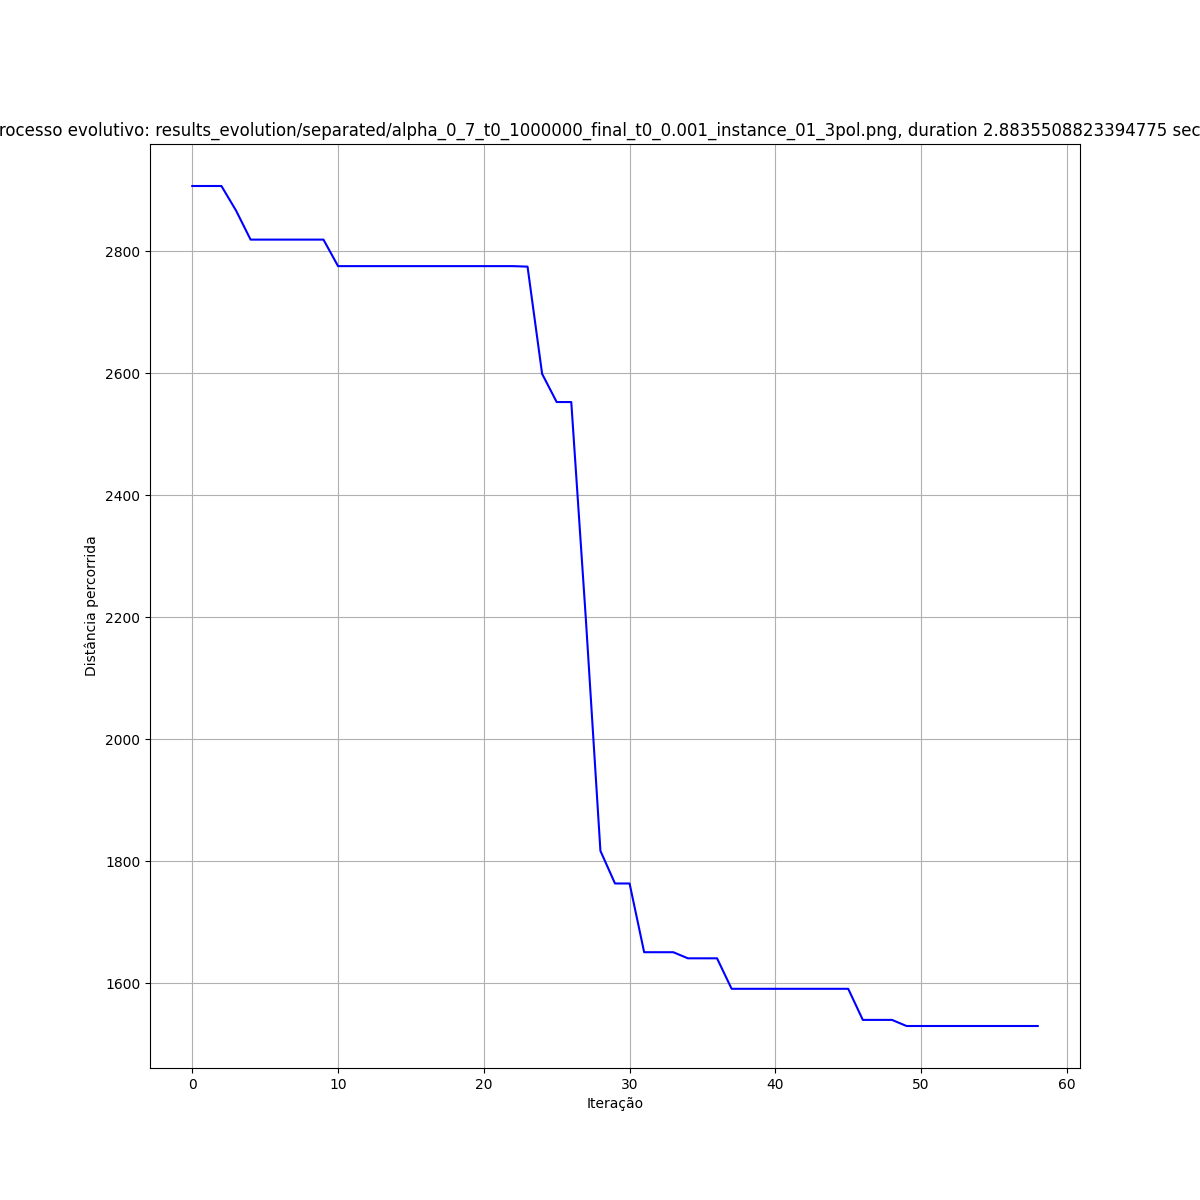 rocesso evolutivo: results_evolution/separated/alpha_0_7_t0_1000000_final_t0_0.001_instance_01_3pol.png, duration 2.8835508823394775 sec
2800
2600
2400
2200
2000
1800
1600
Distância percorrida
0 10 20 30 40 50 60
Iteração